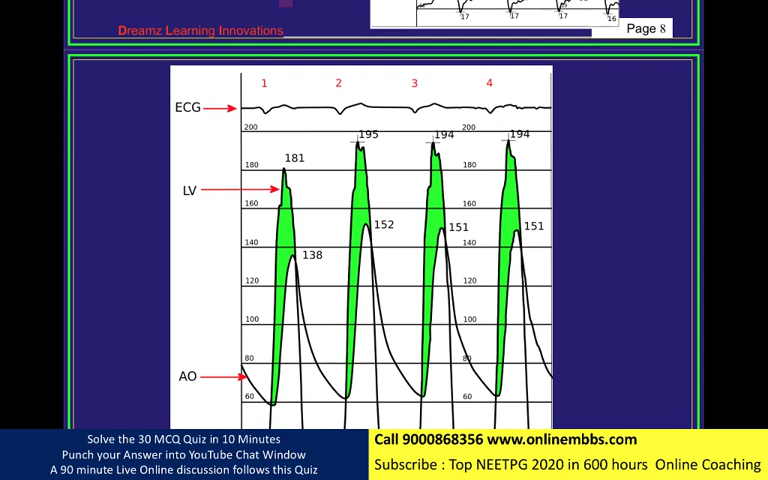 17 17 17 16
Dreamz Learning Innovations
Page 8
1 2 3 4
ECG
200 200
195 194 194
181
180 180
LV
160 160
152 151 151
140 140
138
120 120
100 100
80 80
AO
60 60
Solve the 30 MCQ Quiz in 10 Minutes
Punch your Answer into YouTube Chat Window
A 90 minute Live Online discussion follows this Quiz
Call 9000868356 www.onlinembbs.com
Subscribe : Top NEETPG 2020 in 600 hours Online Coaching